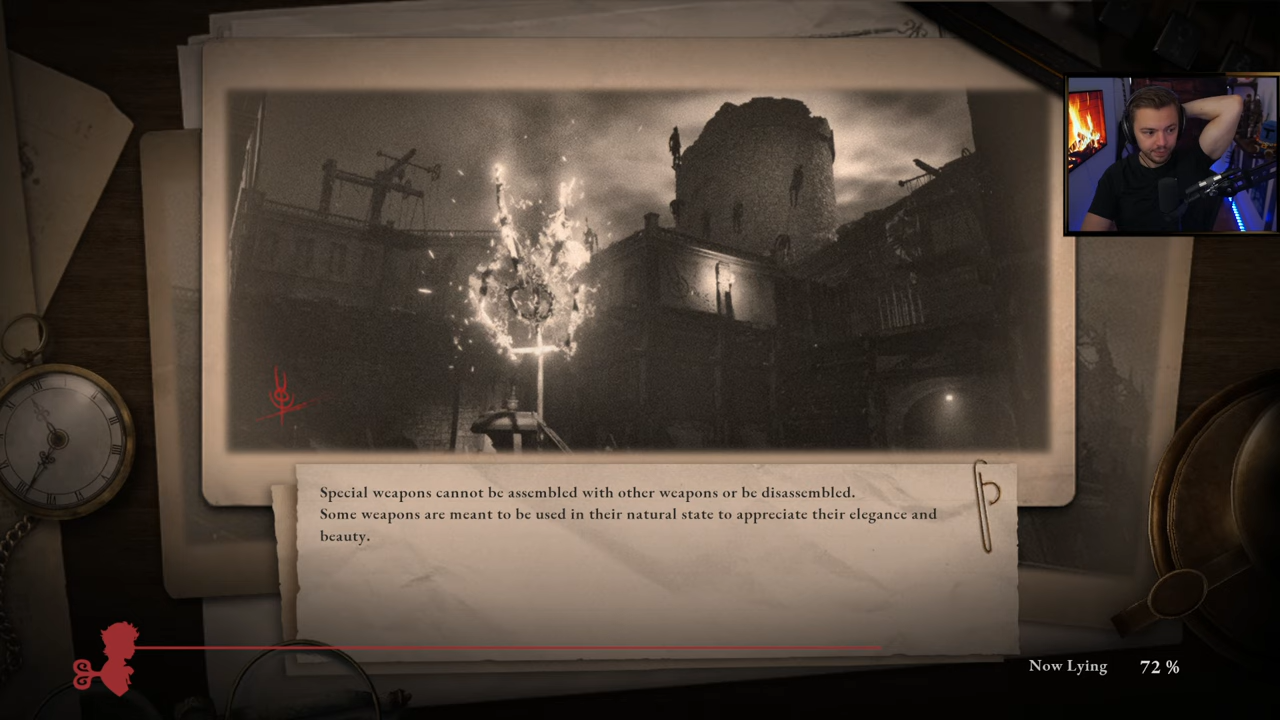 Special weapons cannot be assembled with other weapons or be disassembled.
Some weapons are meant to be used in their natural state to appreciate their elegance and
beauty.
Now Lying 72 %